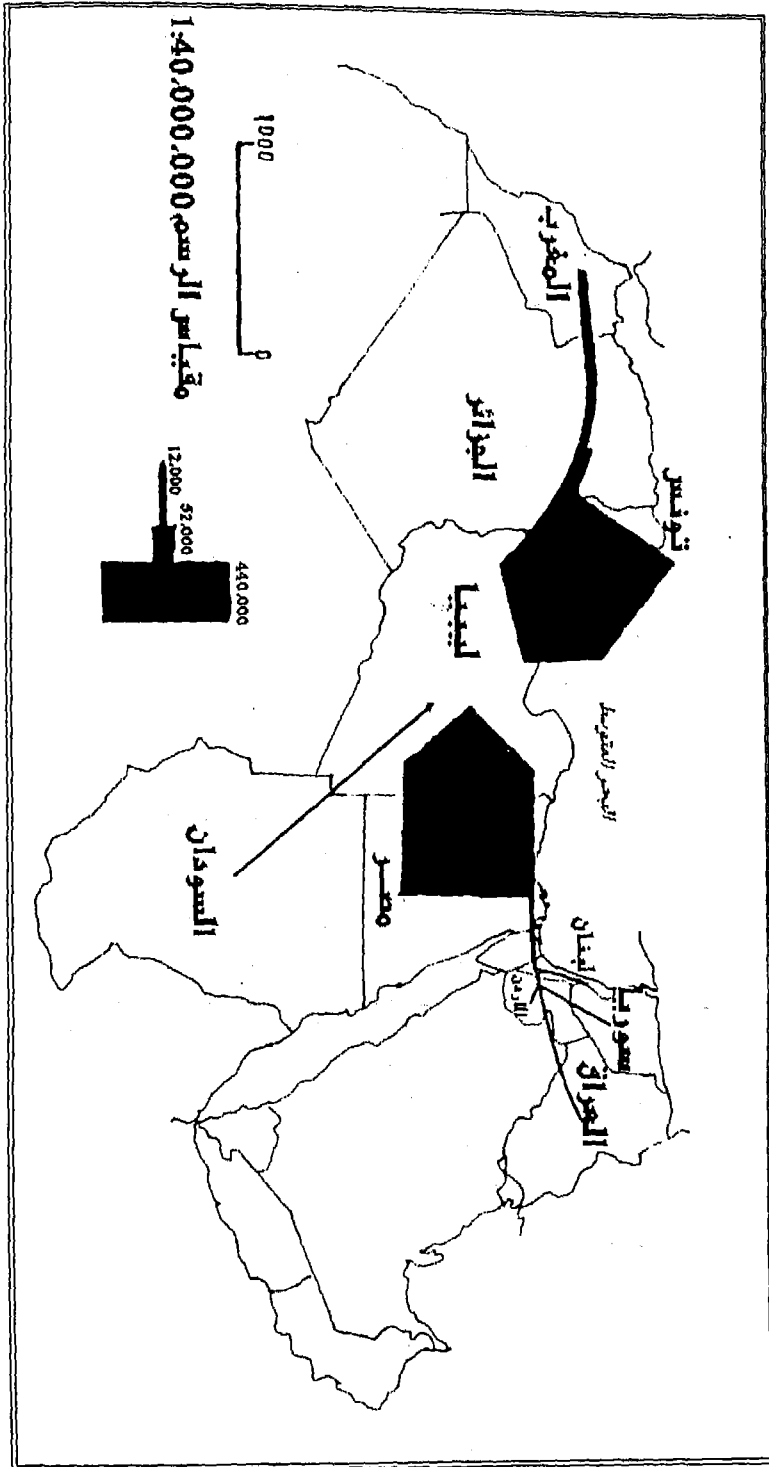 تونس
المغرب
الجزائر
ليبيا
البحر المتوسط
مصر
السودان
لبنان
سوريا
العراق
الاردن
1000
0
مقياس الرسم 1:40.000.000
12.000
52.000
440.000